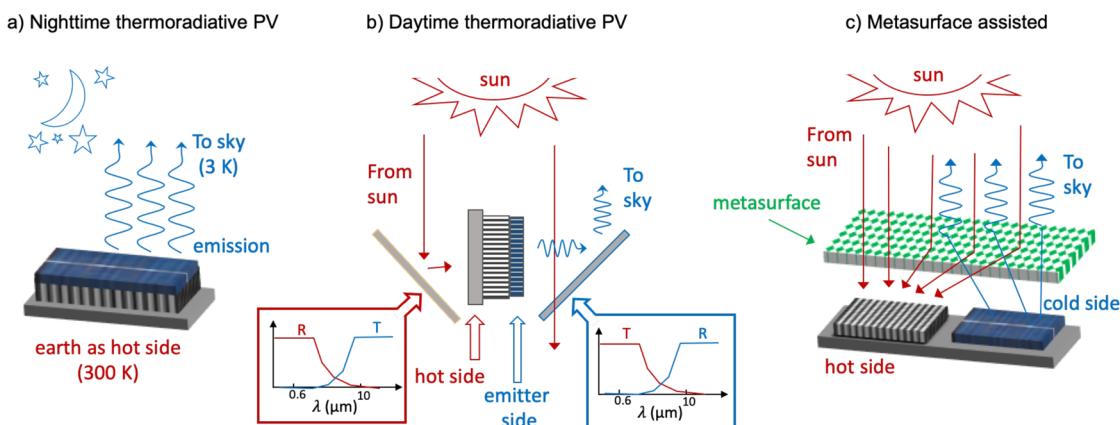 a) Nighttime thermoradiative PV
To sky
(3 K)
emission
earth as hot side
(300 K)
b) Daytime thermoradiative PV
sun
From
sun
To
sky
R
T
0.6
10
λ (μm)
hot side
emitter
side
T
R
0.6
10
λ (μm)
c) Metasurface assisted
sun
From
sun
To
sky
metasurface
cold side
hot side